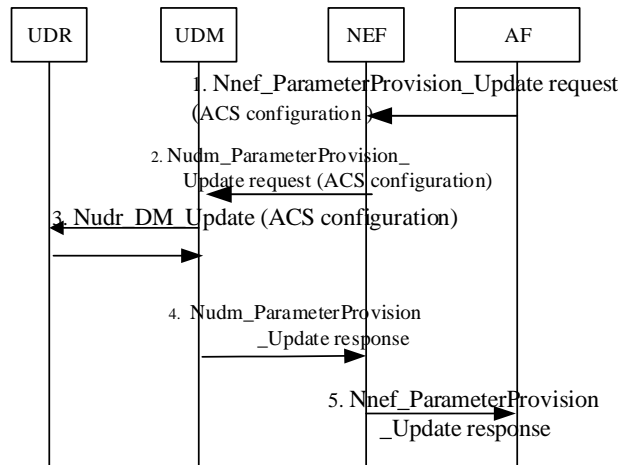 UDR
UDM
NEF
AF
1. Nnef_ParameterProvision_Update request
(ACS configuration )
2. Nudm_ParameterProvision_
Update request (ACS configuration)
3. Nudr_DM_Update (ACS configuration)
4. Nudm_ParameterProvision
_Update response
5. Nnef_ParameterProvision
_Update response